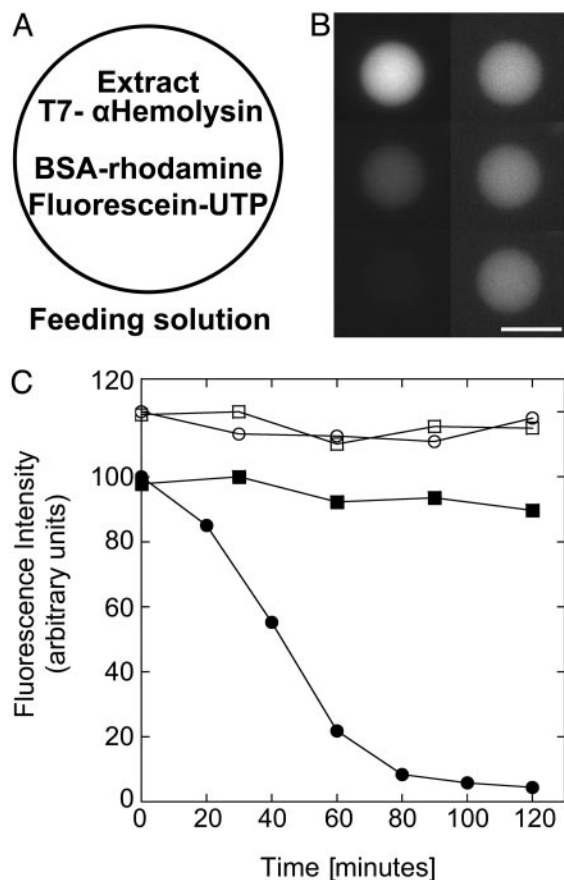 A
Extract
T7- αHemolysin
BSA-rhodamine
Fluorescein-UTP
Feeding solution
B
C
Fluorescence Intensity
(arbitrary units)
120
100
80
60
40
20
0
0 20 40 60 80 100 120
Time [minutes]